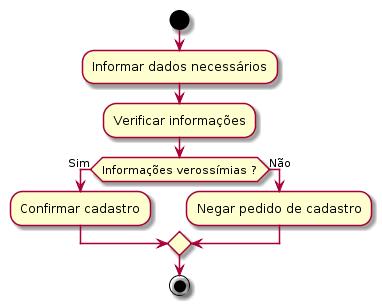 Informar dados necessários
Verificar informações
Sim
Informações verossímias ?
Não
Confirmar cadastro
Negar pedido de cadastro